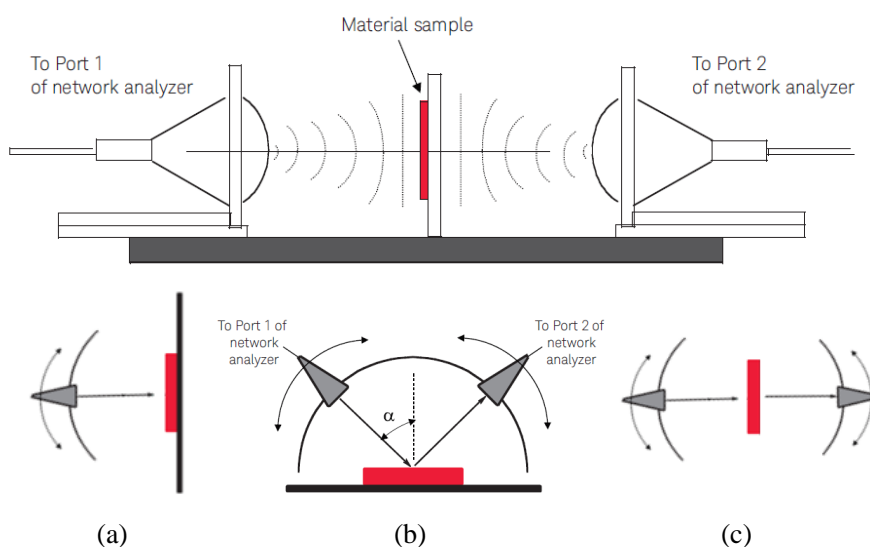 Material sample
To Port 1
of network analyzer
To Port 2
of network analyzer
To Port 1 of
network
analyzer
To Port 2 of
network
analyzer
α
(a)
(b)
(c)